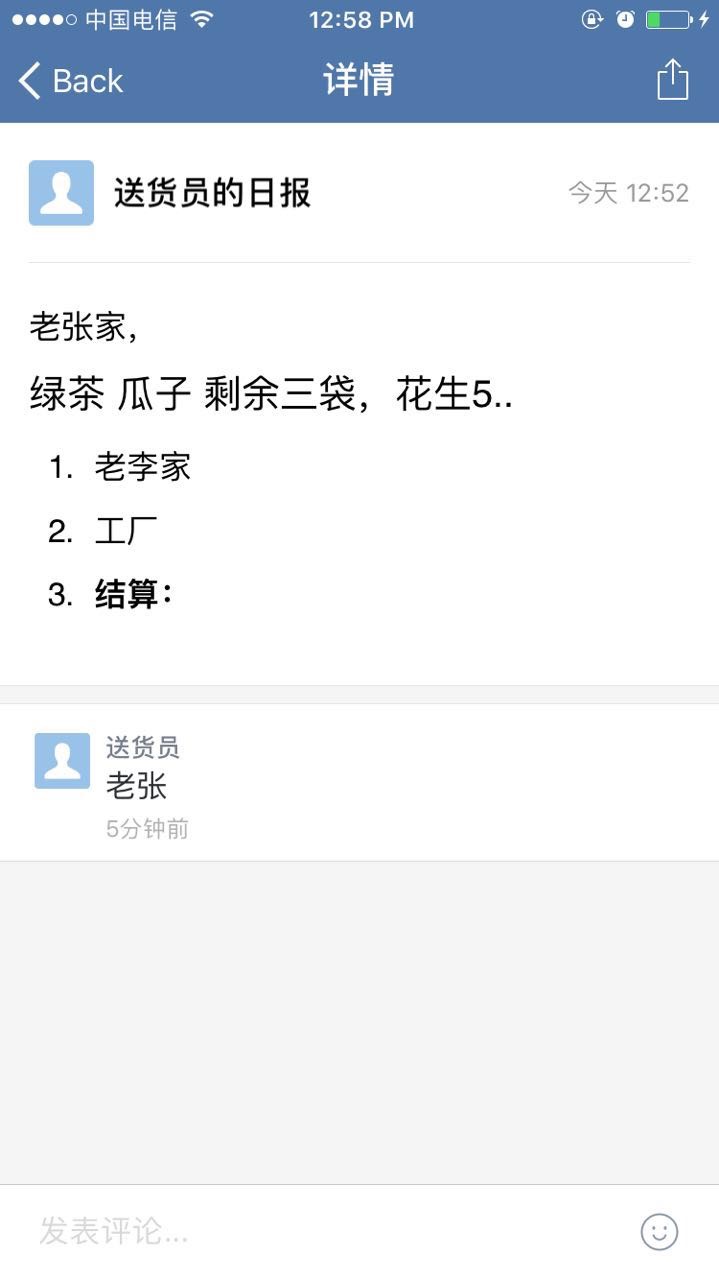 中国电信 12:58 PM
Back 详情
送货员的日报 今天 12:52
老张家，
绿茶 瓜子 剩余三袋，花生5..
1. 老李家
2. 工厂
3. 结算：
送货员
老张
5分钟前
发表评论...